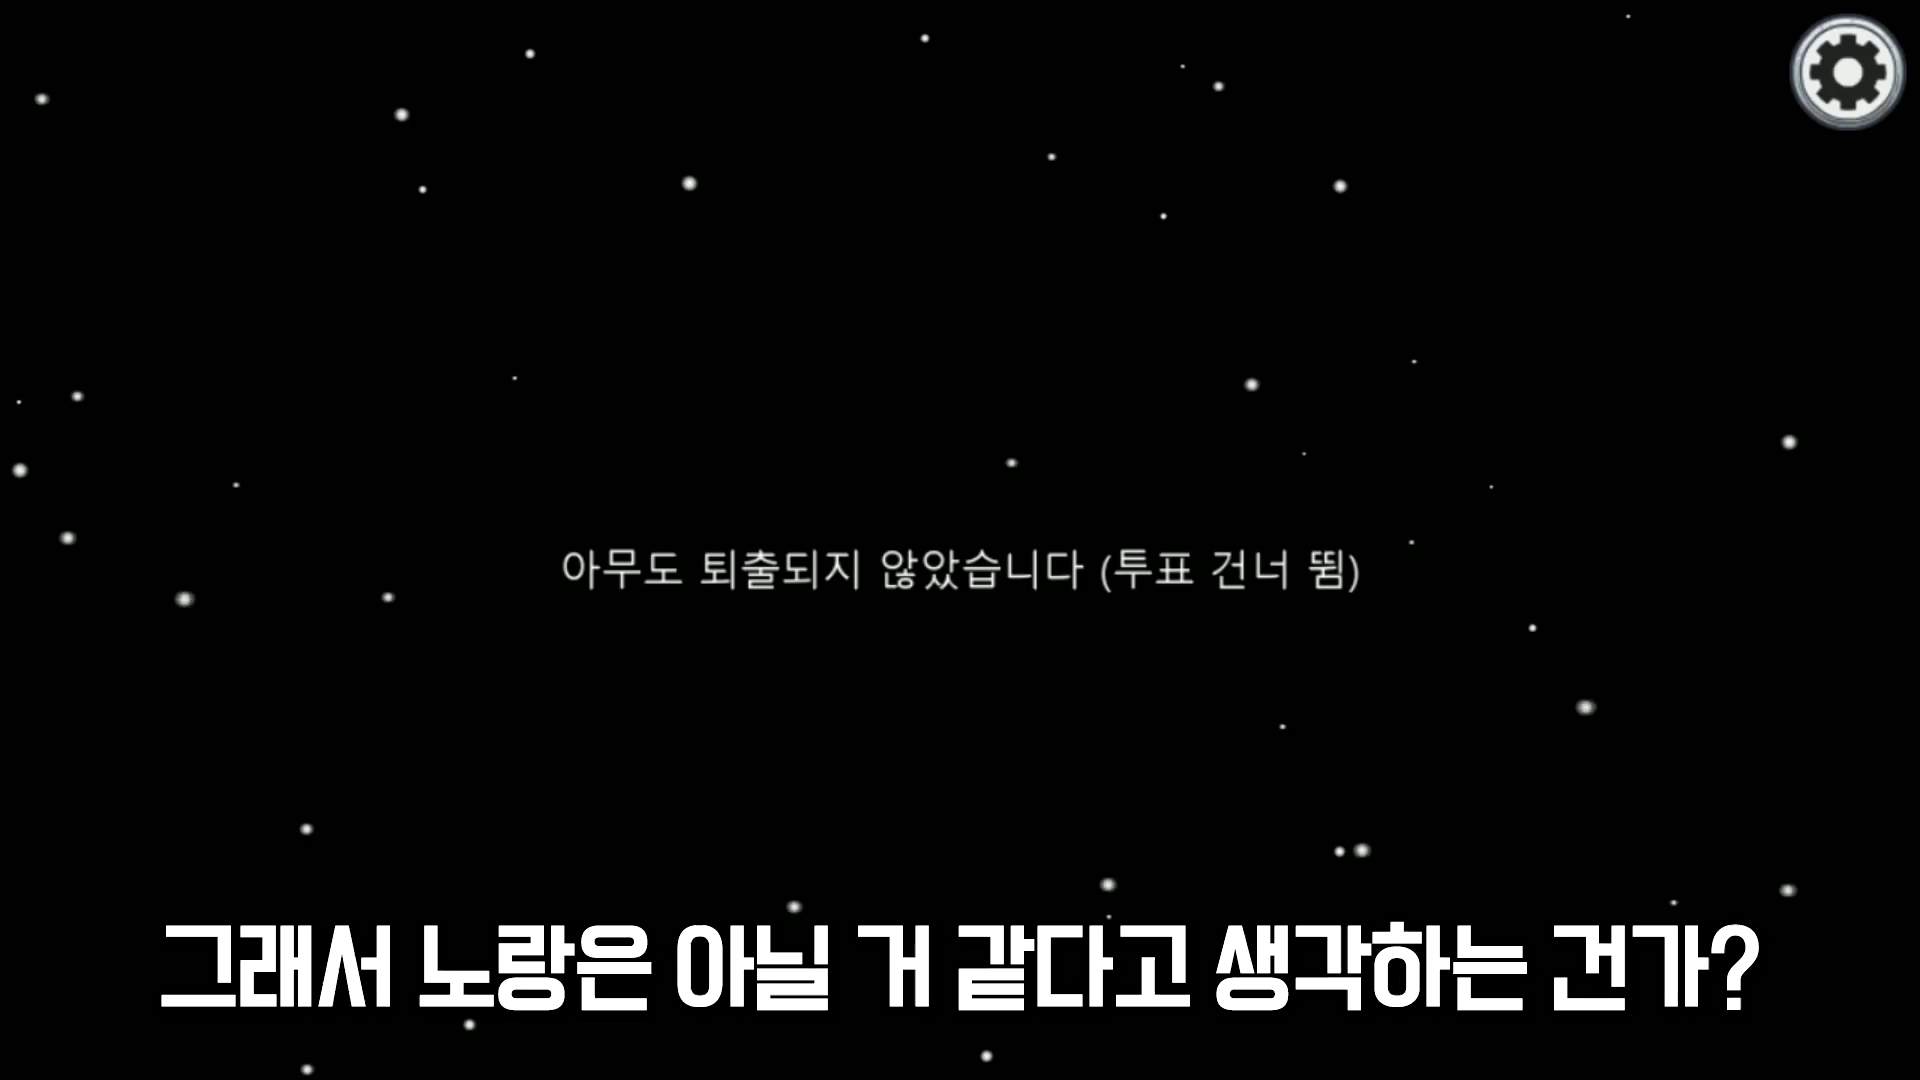 아무도 퇴출되지 않았습니다 (투표 건너 뜀)
그래서 노랑은 아닐 거 같다고 생각하는 건가?